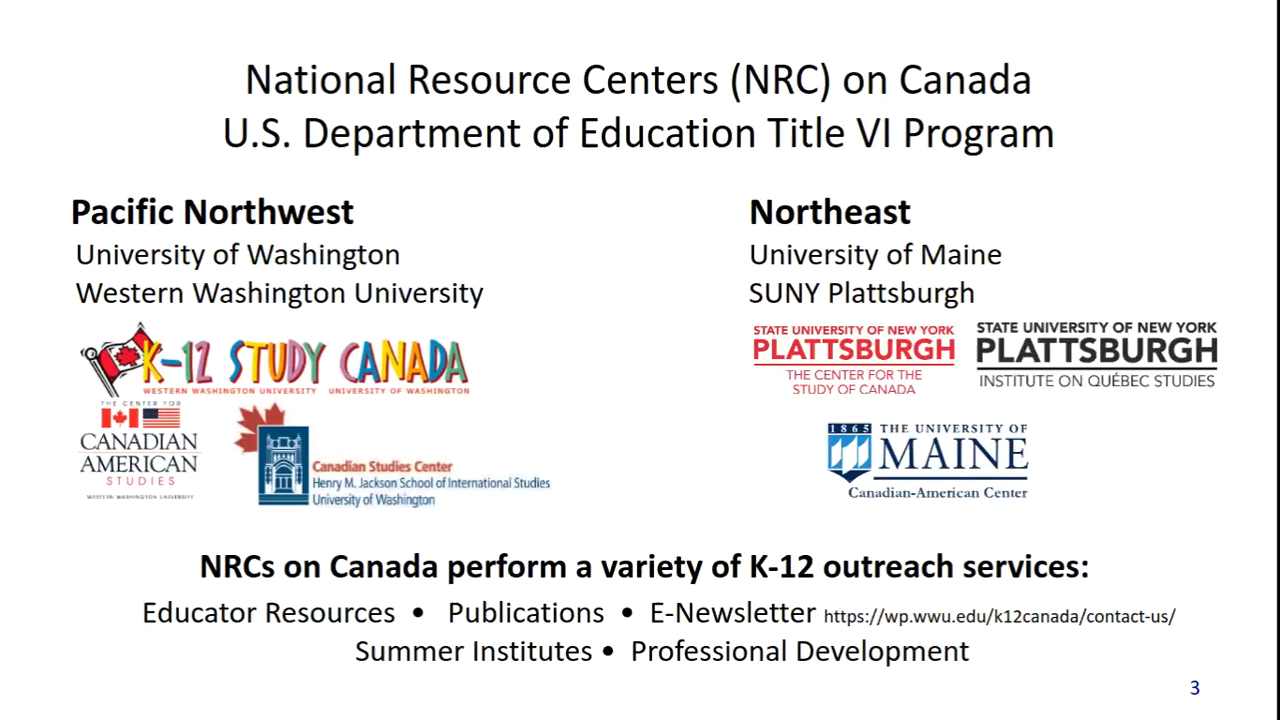 National Resource Centers (NRC) on Canada
U.S. Department of Education Title VI Program
Pacific Northwest
University of Washington
Western Washington University
K-12 STUDY CANADA
WESTERN WASHINGTON UNIVERSITY UNIVERSITY OF WASHINGTON
THE CENTER FOR
CANADIAN
AMERICAN
STUDIES
WESTERN WASHINGTON UNIVERSITY
Canadian Studies Center
Henry M. Jackson School of International Studies
University of Washington
Northeast
University of Maine
SUNY Plattsburgh
STATE UNIVERSITY OF NEW YORK
PLATTSBURGH
THE CENTER FOR THE
STUDY OF CANADA
STATE UNIVERSITY OF NEW YORK
PLATTSBURGH
INSTITUTE ON QUÉBEC STUDIES
1865 THE UNIVERSITY OF
MAINE
Canadian-American Center
NRCs on Canada perform a variety of K-12 outreach services:
Educator Resources • Publications • E-Newsletter https://wp.wwu.edu/k12canada/contact-us/
Summer Institutes • Professional Development
3